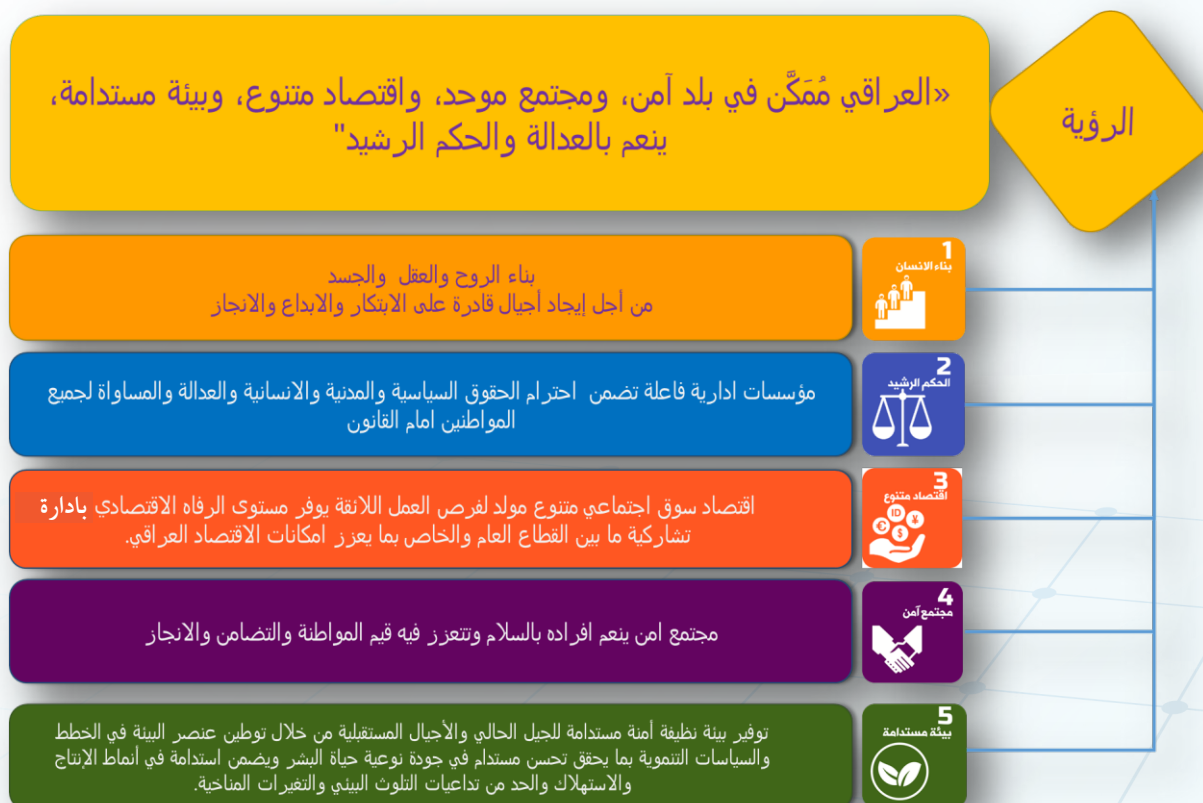 الرؤية
«العراقي مُمَكَّن في بلد آمن، ومجتمع موحد، واقتصاد متنوع، وبيئة مستدامة،
ينعم بالعدالة والحكم الرشيد"
1
بناء الانسان
بناء الروح والعقل والجسد
من أجل إيجاد أجيال قادرة على الابتكار والابداع والانجاز
2
الحكم الرشيد
مؤسسات ادارية فاعلة تضمن احترام الحقوق السياسية والمدنية والانسانية والعدالة والمساواة لجميع
المواطنين امام القانون
3
اقتصاد متنوع
ID
¥
€
$
اقتصاد سوق اجتماعي متنوع مولد لفرص العمل اللائقة يوفر مستوى الرفاه الاقتصادي بادارة
تشاركية ما بين القطاع العام والخاص بما يعزز امكانات الاقتصاد العراقي.
4
مجتمع آمن
مجتمع امن ينعم افراده بالسلام وتتعزز فيه قيم المواطنة والتضامن والانجاز
5
بيئة مستدامة
توفير بيئة نظيفة أمنة مستدامة للجيل الحالي والأجيال المستقبلية من خلال توطين عنصر البيئة في الخطط
والسياسات التنموية بما يحقق تحسن مستدام في جودة نوعية حياة البشر ويضمن استدامة في أنماط الإنتاج
والاستهلاك والحد من تداعيات التلوث البيئي والتغيرات المناخية.